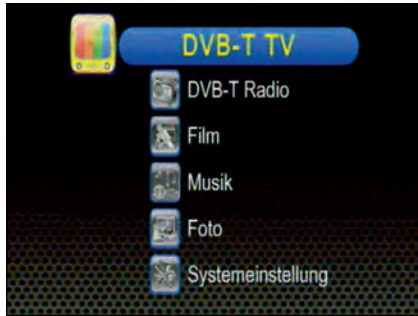 DVB-T TV
DVB-T Radio
Film
Musik
Foto
Systemeinstellung